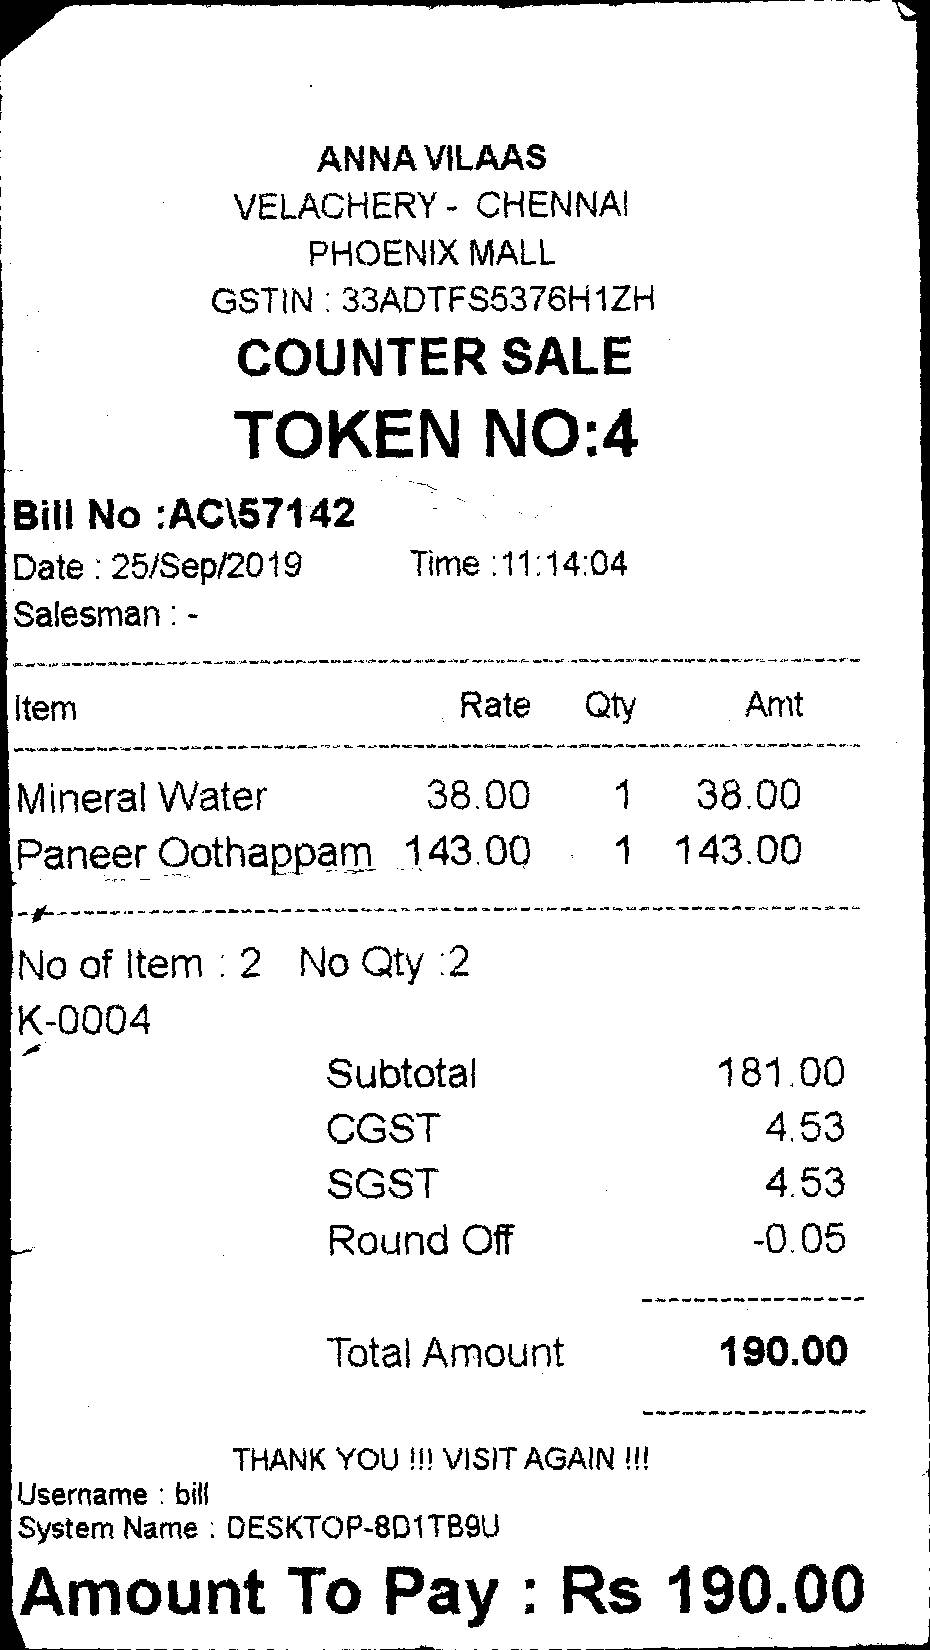 ANNA VILAAS
VELACHERY - CHENNAI
PHOENIX MALL
GSTIN : 33ADTFS5376H1ZH
COUNTER SALE
TOKEN NO:4
Bill No :AC\57142
Date : 25/Sep/2019 Time :11:14:04
Salesman : -
Item Rate Qty Amt
Mineral Water 38.00 1 38.00
Paneer Oothappam 143.00 1 143.00
No of Item : 2 No Qty :2
K-0004
Subtotal 181.00
CGST 4.53
SGST 4.53
Round Off -0.05
Total Amount 190.00
THANK YOU !!! VISIT AGAIN !!!
Username : bill
System Name : DESKTOP-8D1TB9U
Amount To Pay : Rs 190.00